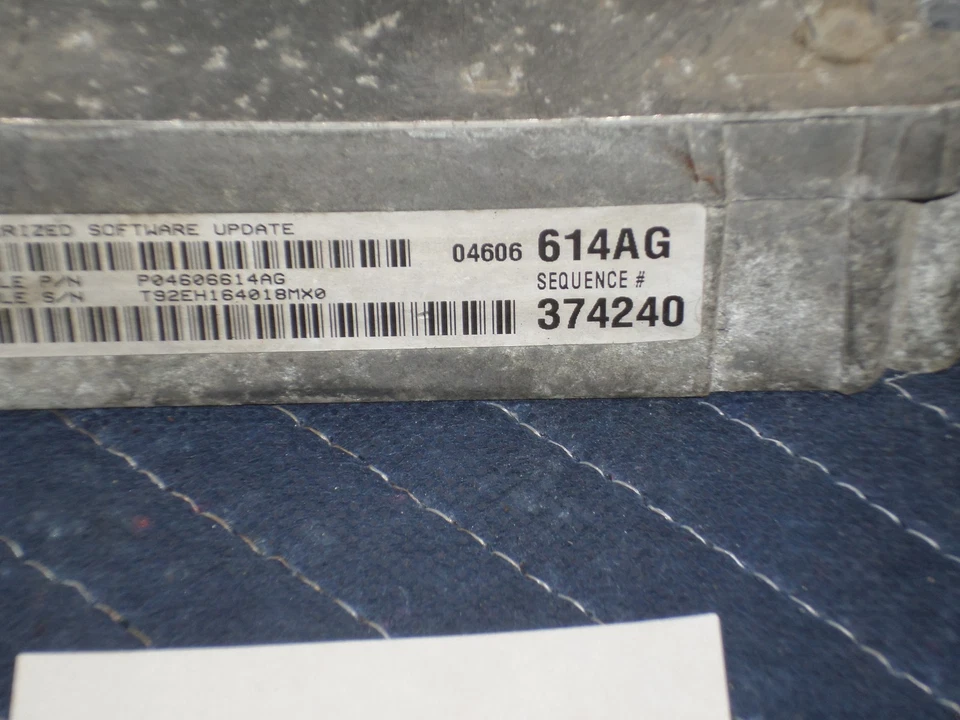 RIZED SOFTWARE UPDATE
04606 614AG
LE P/N P04606614AG
SEQUENCE #
LE S/N T92EH164018MX0
374240